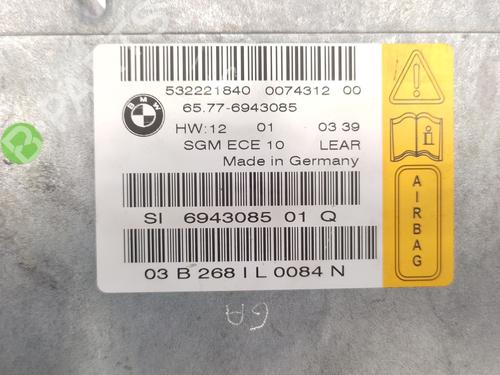 BMW
532221840 0074312 00
65.77-6943085
HW:12 01 03 39
SGM ECE 10 LEAR
Made in Germany
SI 6943085 01 Q
03 B 268 I L 0084 N
AIRBAG
GA